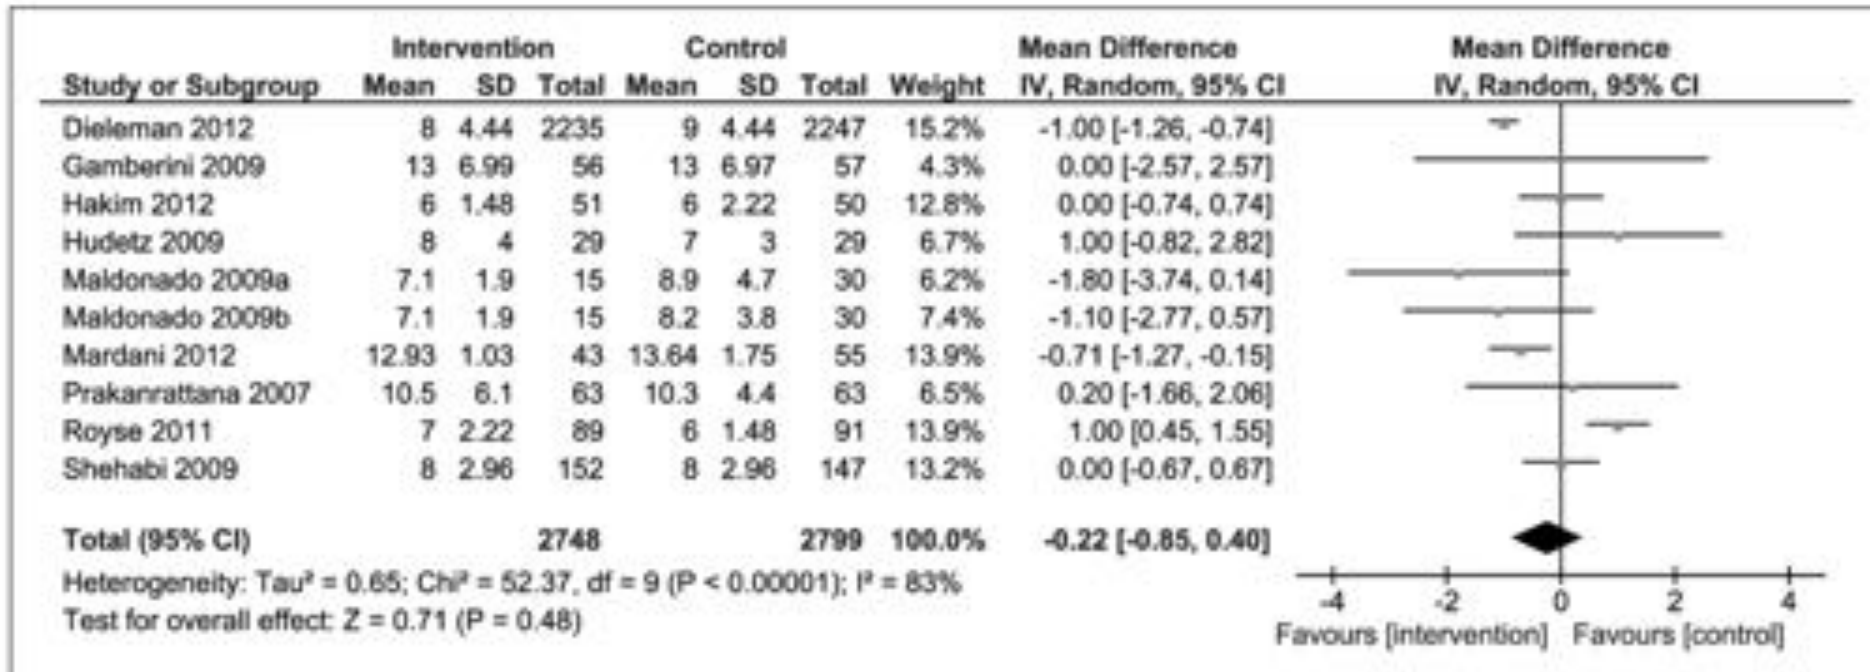 Intervention Control Mean Difference Mean Difference
Study or Subgroup Mean SD Total Mean SD Total Weight IV, Random, 95% CI IV, Random, 95% CI
Dieleman 2012 8 4.44 2235 9 4.44 2247 15.2% -1.00 [-1.26, -0.74]
Gamberini 2009 13 6.99 56 13 6.97 57 4.3% 0.00 [-2.57, 2.57]
Hakim 2012 6 1.48 51 6 2.22 50 12.8% 0.00 [-0.74, 0.74]
Hudetz 2009 8 4 29 7 3 29 6.7% 1.00 [-0.82, 2.82]
Maldonado 2009a 7.1 1.9 15 8.9 4.7 30 6.2% -1.80 [-3.74, 0.14]
Maldonado 2009b 7.1 1.9 15 8.2 3.8 30 7.4% -1.10 [-2.77, 0.57]
Mardani 2012 12.93 1.03 43 13.64 1.75 55 13.9% -0.71 [-1.27, -0.15]
Prakanrattana 2007 10.5 6.1 63 10.3 4.4 63 6.5% 0.20 [-1.66, 2.06]
Royse 2011 7 2.22 89 6 1.48 91 13.9% 1.00 [0.45, 1.55]
Shehabi 2009 8 2.96 152 8 2.96 147 13.2% 0.00 [-0.67, 0.67]
Total (95% CI) 2748 2799 100.0% -0.22 [-0.85, 0.40]
Heterogeneity: Tau² = 0.65; Chi² = 52.37, df = 9 (P < 0.00001); I² = 83%
Test for overall effect: Z = 0.71 (P = 0.48)
-4 -2 0 2 4
Favours [intervention] Favours [control]